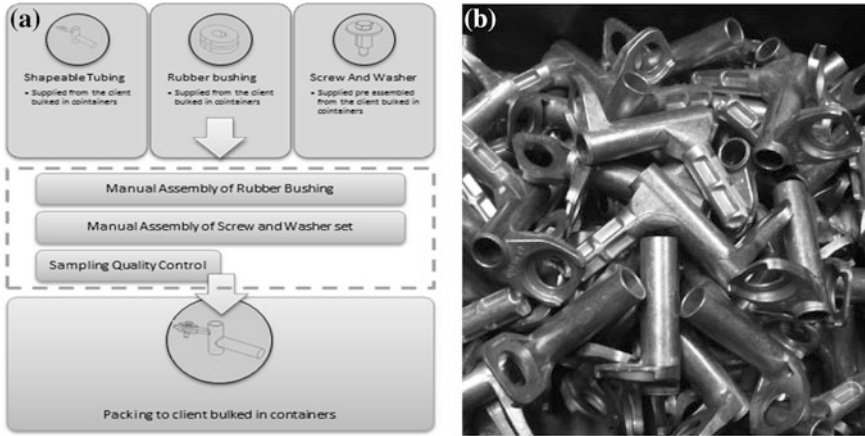 (a)
Shapeable Tubing
• Supplied from the client
bulked in cointainers
Rubber bushing
• Supplied from the client
bulked in cointainers
Screw And Washer
• Supplied pre assembled
from the client bulked in
containers
Manual Assembly of Rubber Bushing
Manual Assembly of Screw and Washer set
Sampling Quality Control
Packing to client bulked in containers
(b)